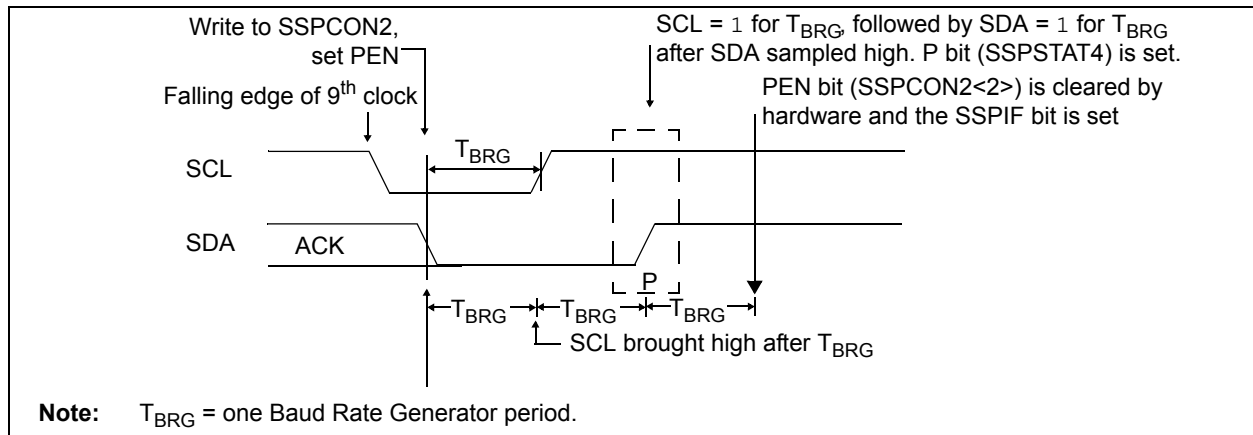 Write to SSPCON2,
set PEN
Falling edge of 9th clock
SCL = 1 for TBRG, followed by SDA = 1 for TBRG
after SDA sampled high. P bit (SSPSTAT4) is set.
PEN bit (SSPCON2<2>) is cleared by
hardware and the SSPIF bit is set
TBRG
SCL
SDA
ACK
P
TBRG
TBRG
TBRG
SCL brought high after TBRG
Note: TBRG = one Baud Rate Generator period.